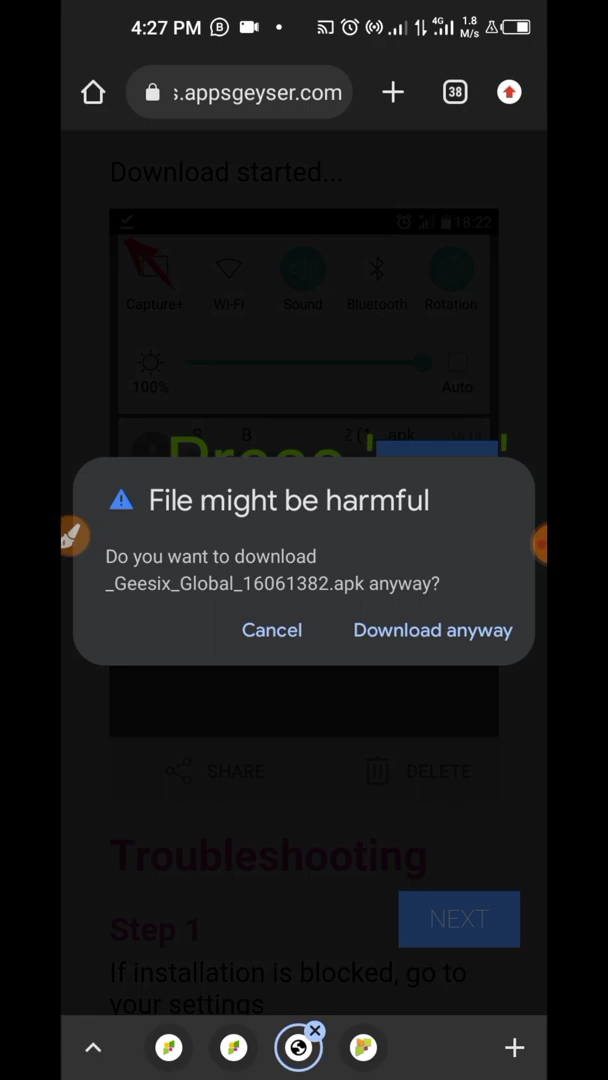 4:27 PM
4G
1.8
M/s
s.appsgeyser.com
38
Download started...
18:22
Capture+
Wi-Fi
Sound
Bluetooth
Rotation
100%
Auto
File might be harmful
Do you want to download
_Geesix_Global_16061382.apk anyway?
Cancel
Download anyway
SHARE
DELETE
Troubleshooting
NEXT
Step 1
If installation is blocked, go to
your settings